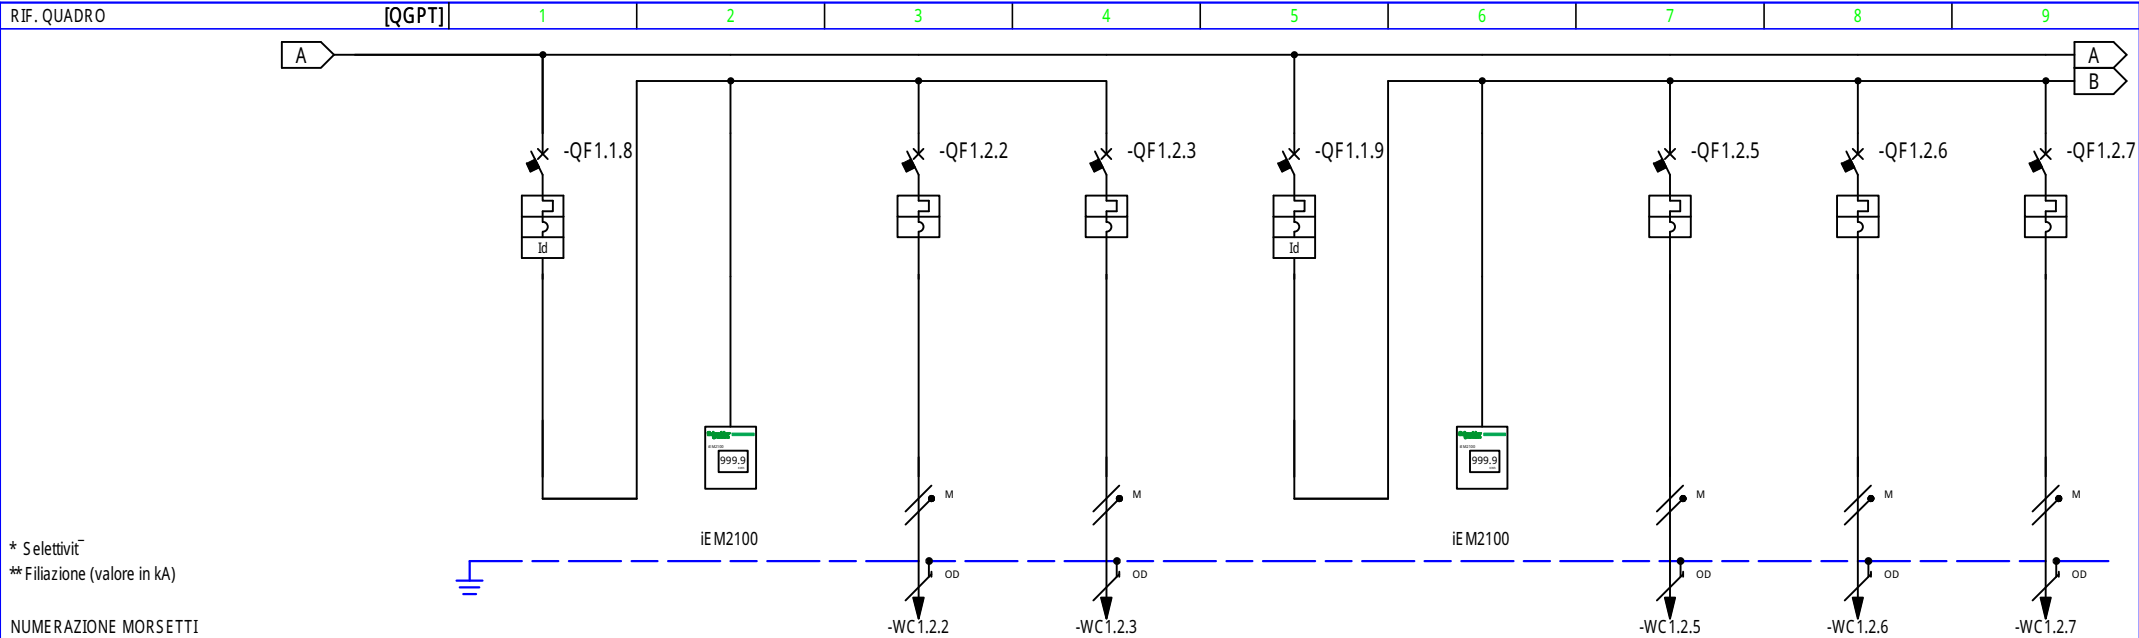 RIF. QUADRO [QGPT] 1 2 3 4 5 6 7 8 9
A A
B
-QF1.1.8 -QF1.2.2 -QF1.2.3 -QF1.1.9 -QF1.2.5 -QF1.2.6 -QF1.2.7
Id Id
iEM2100 iEM2100
999.9 999.9
M M M M M
iEM2100 iEM2100
* Selettivit¯
**Filiazione (valore in kA)
OD OD OD OD OD
NUMERAZIONE MORSETTI -WC1.2.2 -WC1.2.3 -WC1.2.5 -WC1.2.6 -WC1.2.7